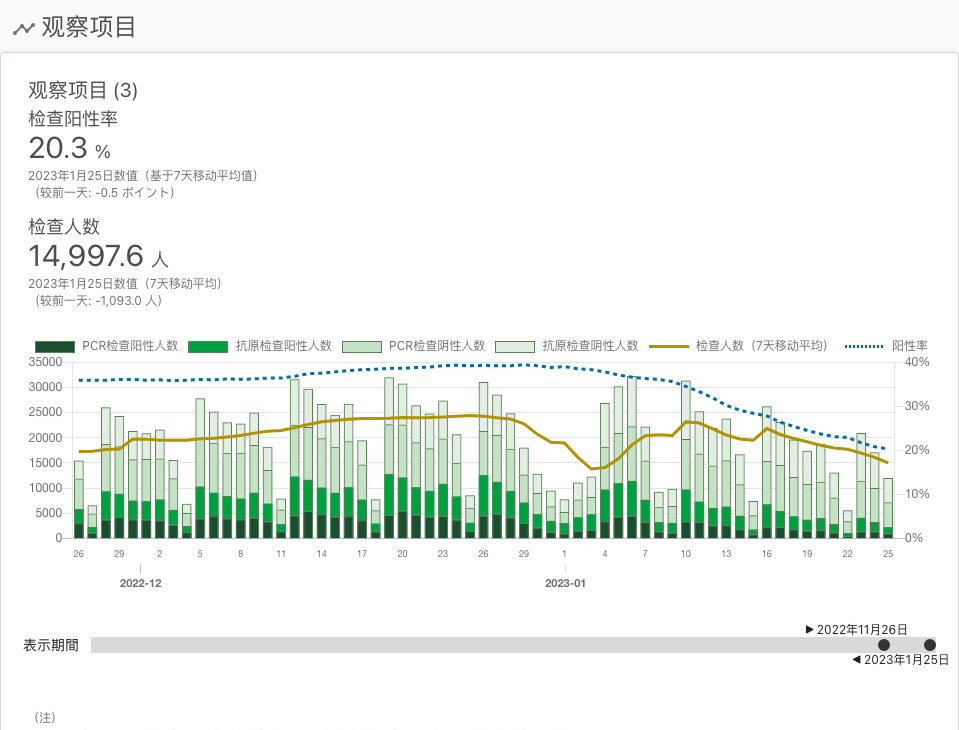 观察项目
观察项目 (3)
检查阳性率
20.3 %
2023年1月25日数值（基于7天移动平均值）
（较前一天: -0.5 ポイント）
检查人数
14,997.6 人
2023年1月25日数值（7天移动平均）
（较前一天: -1,093.0 人）
PCR检查阳性人数 抗原检查阳性人数 PCR检查阴性人数 抗原检查阴性人数 检查人数（7天移动平均） 阳性率
35000 40%
30000
25000 30%
20000 20%
15000
10000 10%
5000
0 0%
26 29 2 5 8 11 14 17 20 23 26 29 1 4 7 10 13 16 19 22 25
2022-12 2023-01
▶ 2022年11月26日
表示期間
◀ 2023年1月25日
（注）